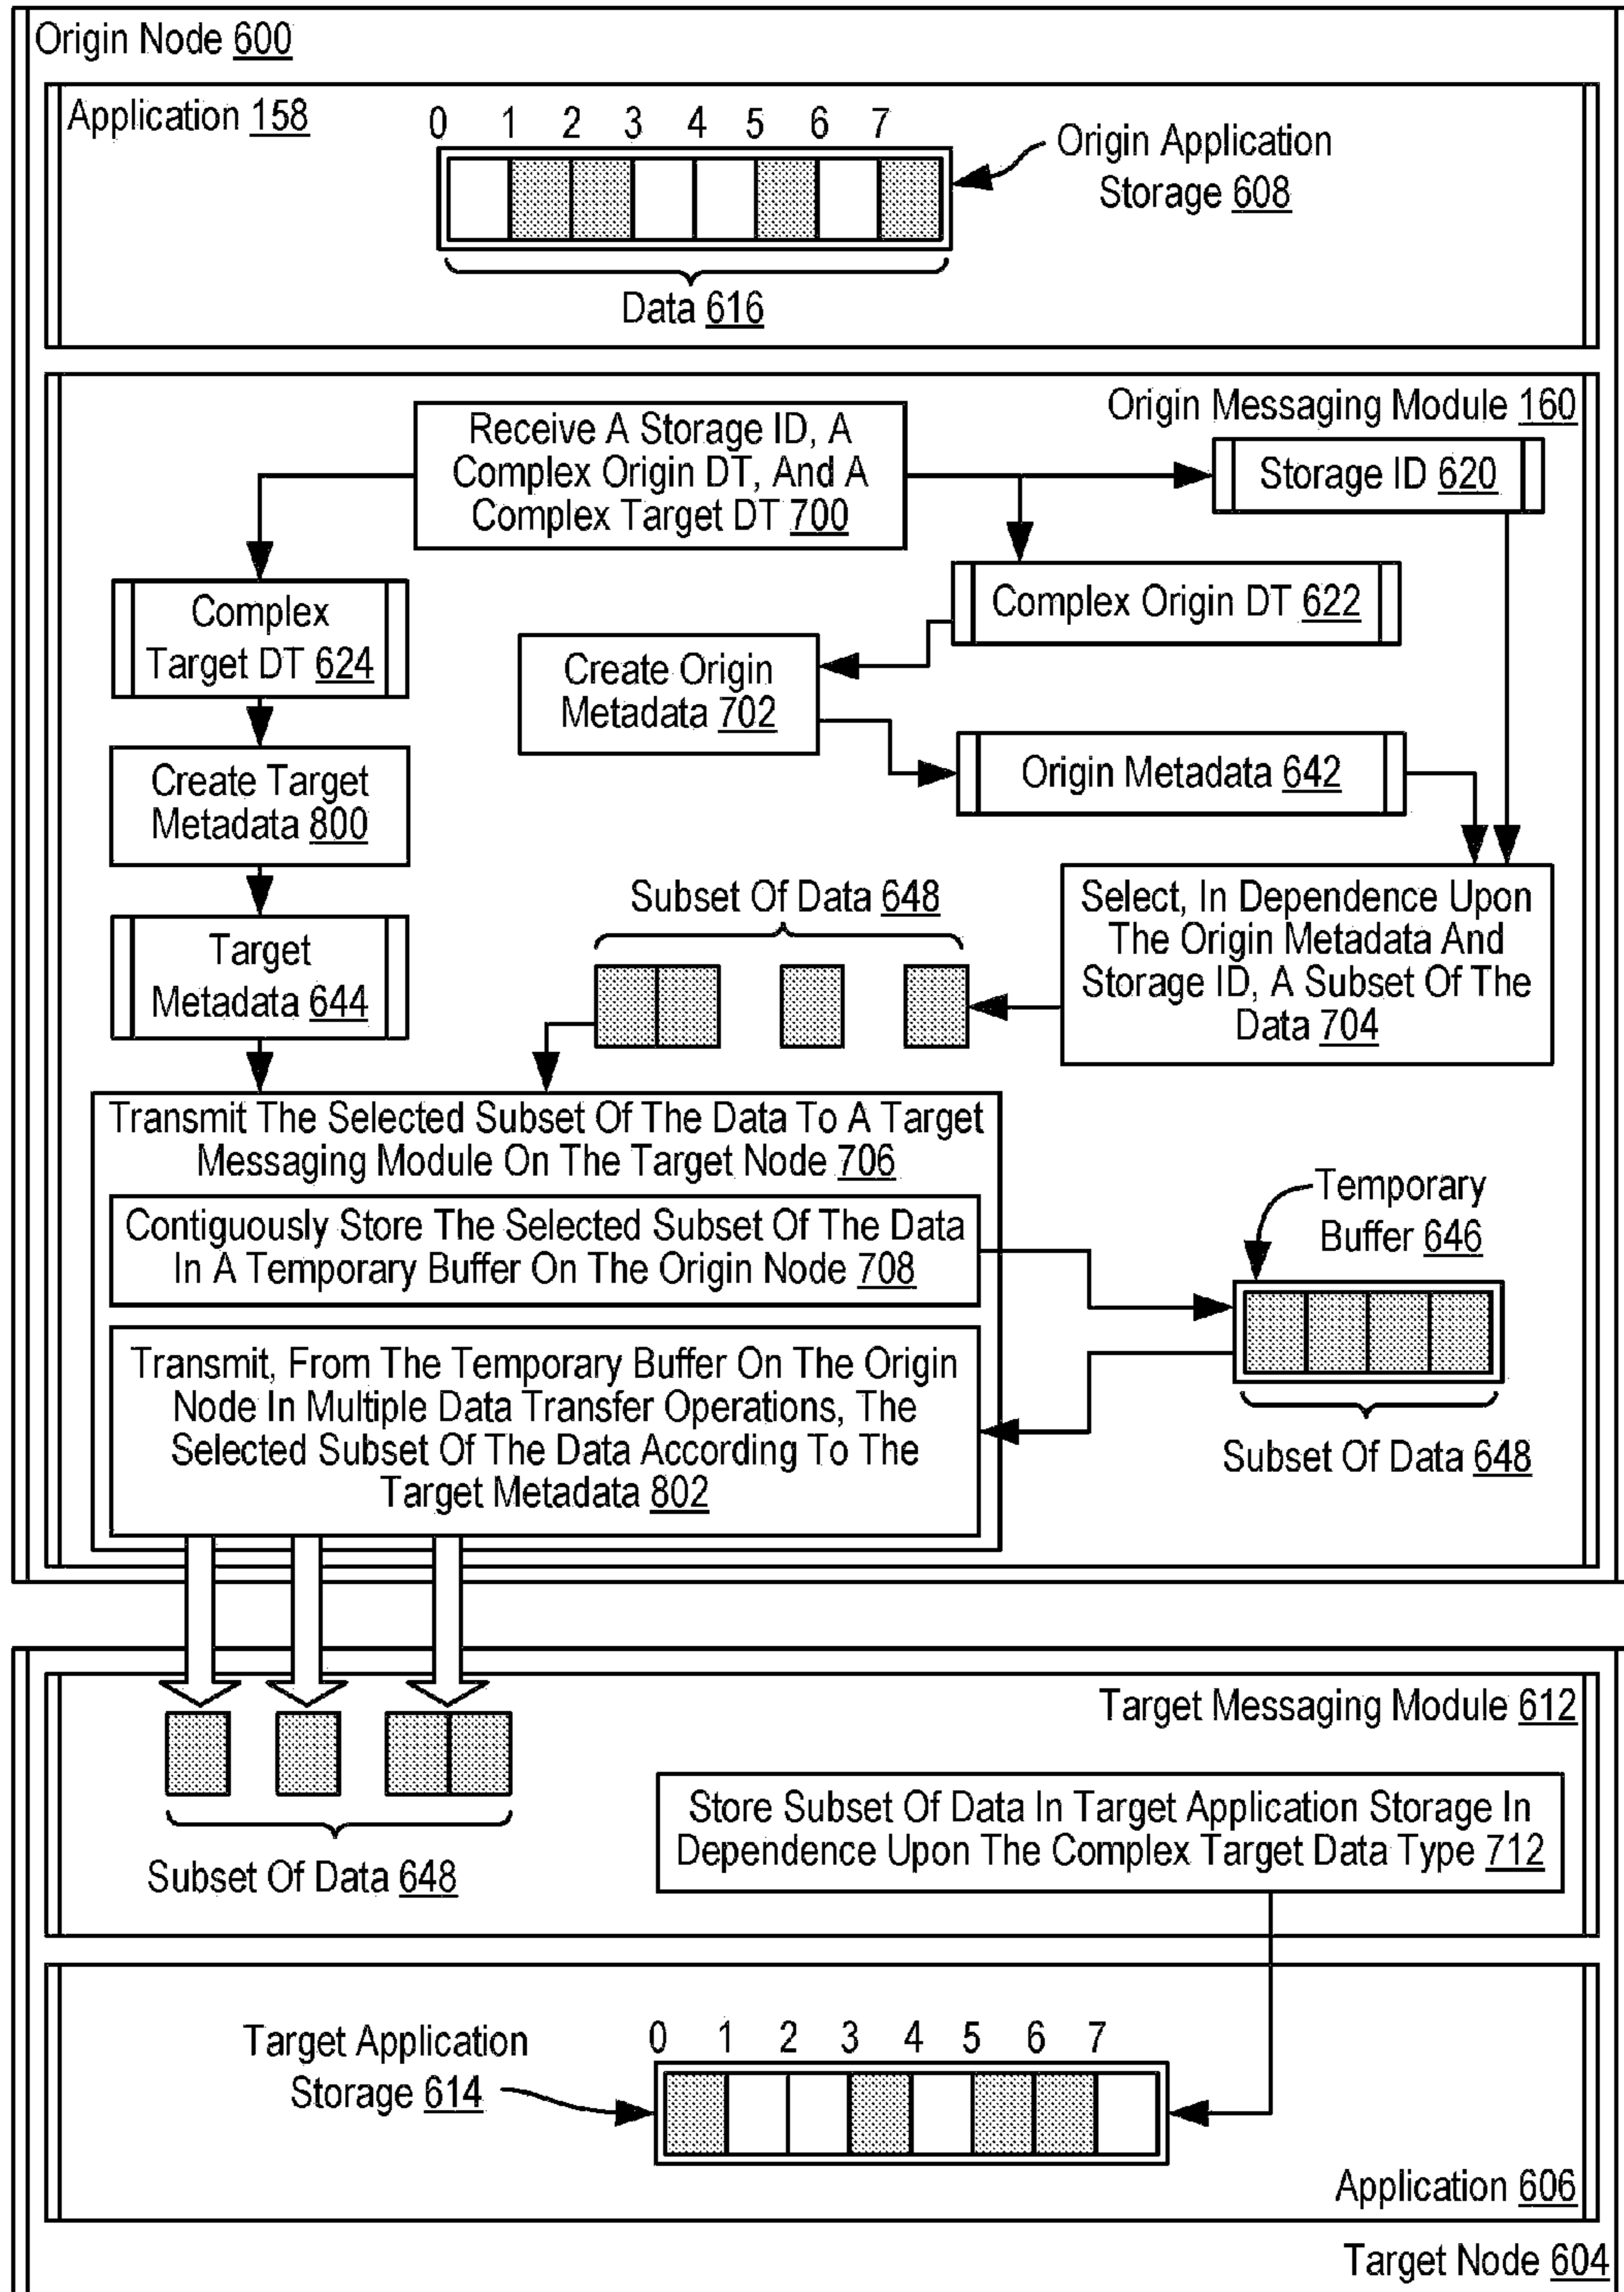 Origin Node 600
Application 158
0 1 2 3 4 5 6 7
Origin Application
Storage 608
Data 616
Origin Messaging Module 160
Receive A Storage ID, A
Complex Origin DT, And A
Complex Target DT 700
Storage ID 620
Complex Origin DT 622
Complex
Target DT 624
Create Origin
Metadata 702
Origin Metadata 642
Create Target
Metadata 800
Subset Of Data 648
Select, In Dependence Upon
The Origin Metadata And
Storage ID, A Subset Of The
Data 704
Target
Metadata 644
Transmit The Selected Subset Of The Data To A Target
Messaging Module On The Target Node 706
Contiguously Store The Selected Subset Of The Data
In A Temporary Buffer On The Origin Node 708
Temporary
Buffer 646
Transmit, From The Temporary Buffer On The Origin
Node In Multiple Data Transfer Operations, The
Selected Subset Of The Data According To The
Target Metadata 802
Subset Of Data 648
Target Messaging Module 612
Subset Of Data 648
Store Subset Of Data In Target Application Storage In
Dependence Upon The Complex Target Data Type 712
0 1 2 3 4 5 6 7
Target Application
Storage 614
Application 606
Target Node 604